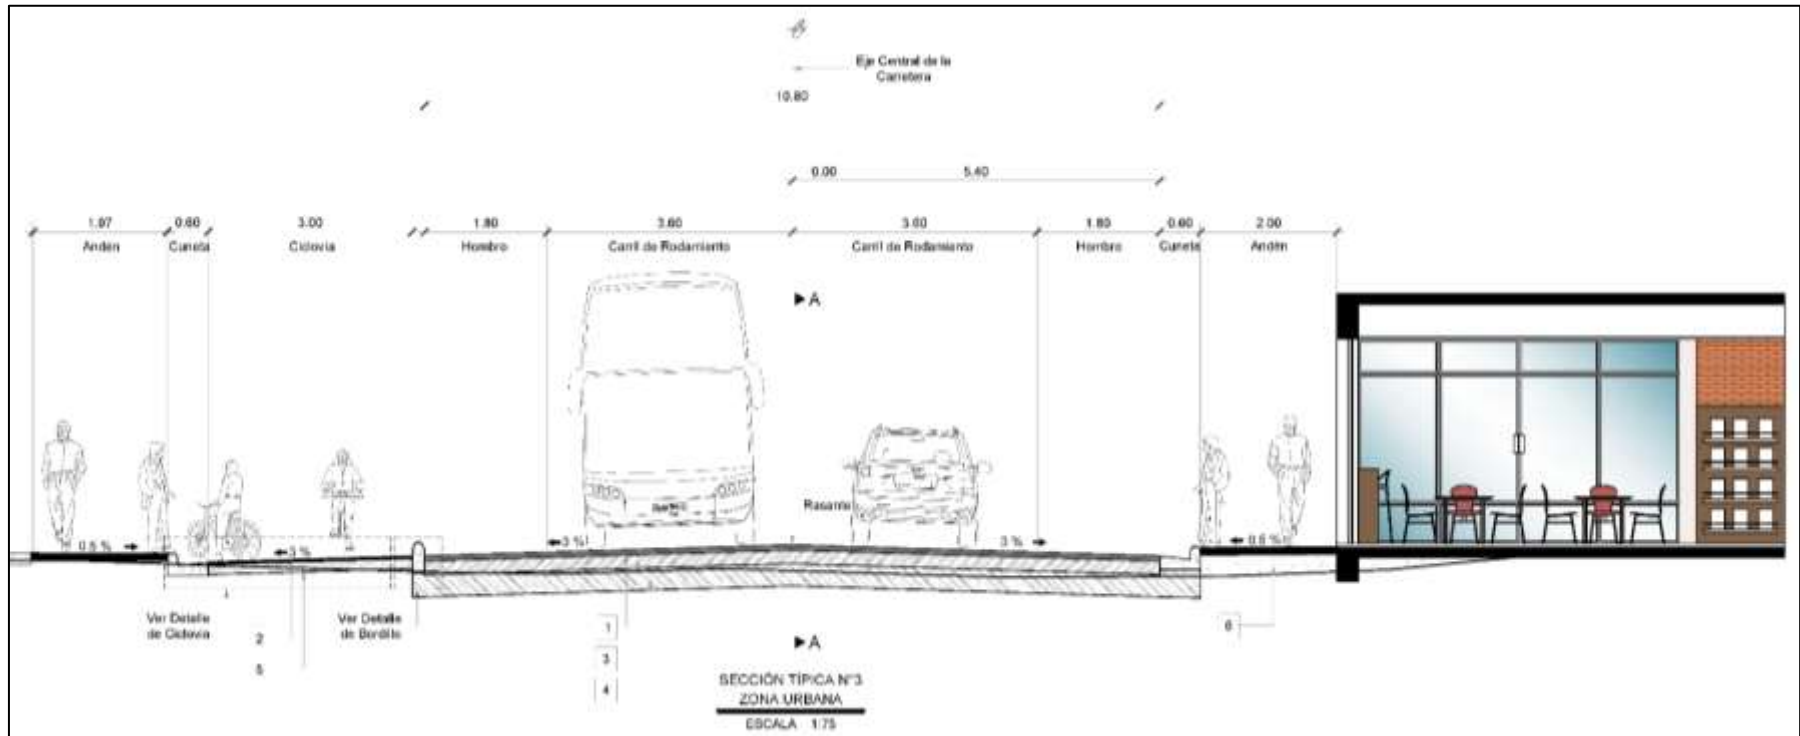 Eje Central de la
Carretera
10.80
0.00 5.40
1.97 0.60 3.00 1.80 3.60 3.60 1.80 0.60 2.00
Andén Cuneta Ciclovía Hombro Carril de Rodamiento Carril de Rodamiento Hombro Cuneta Andén
A
Rasante
0.5 % 3 % 3 % 3 % 0.5 %
Ver Detalle
de Ciclovía
Ver Detalle
de Bordillo
2
5
1
3
4
6
A
SECCIÓN TÍPICA N°3
ZONA URBANA
ESCALA 1:75